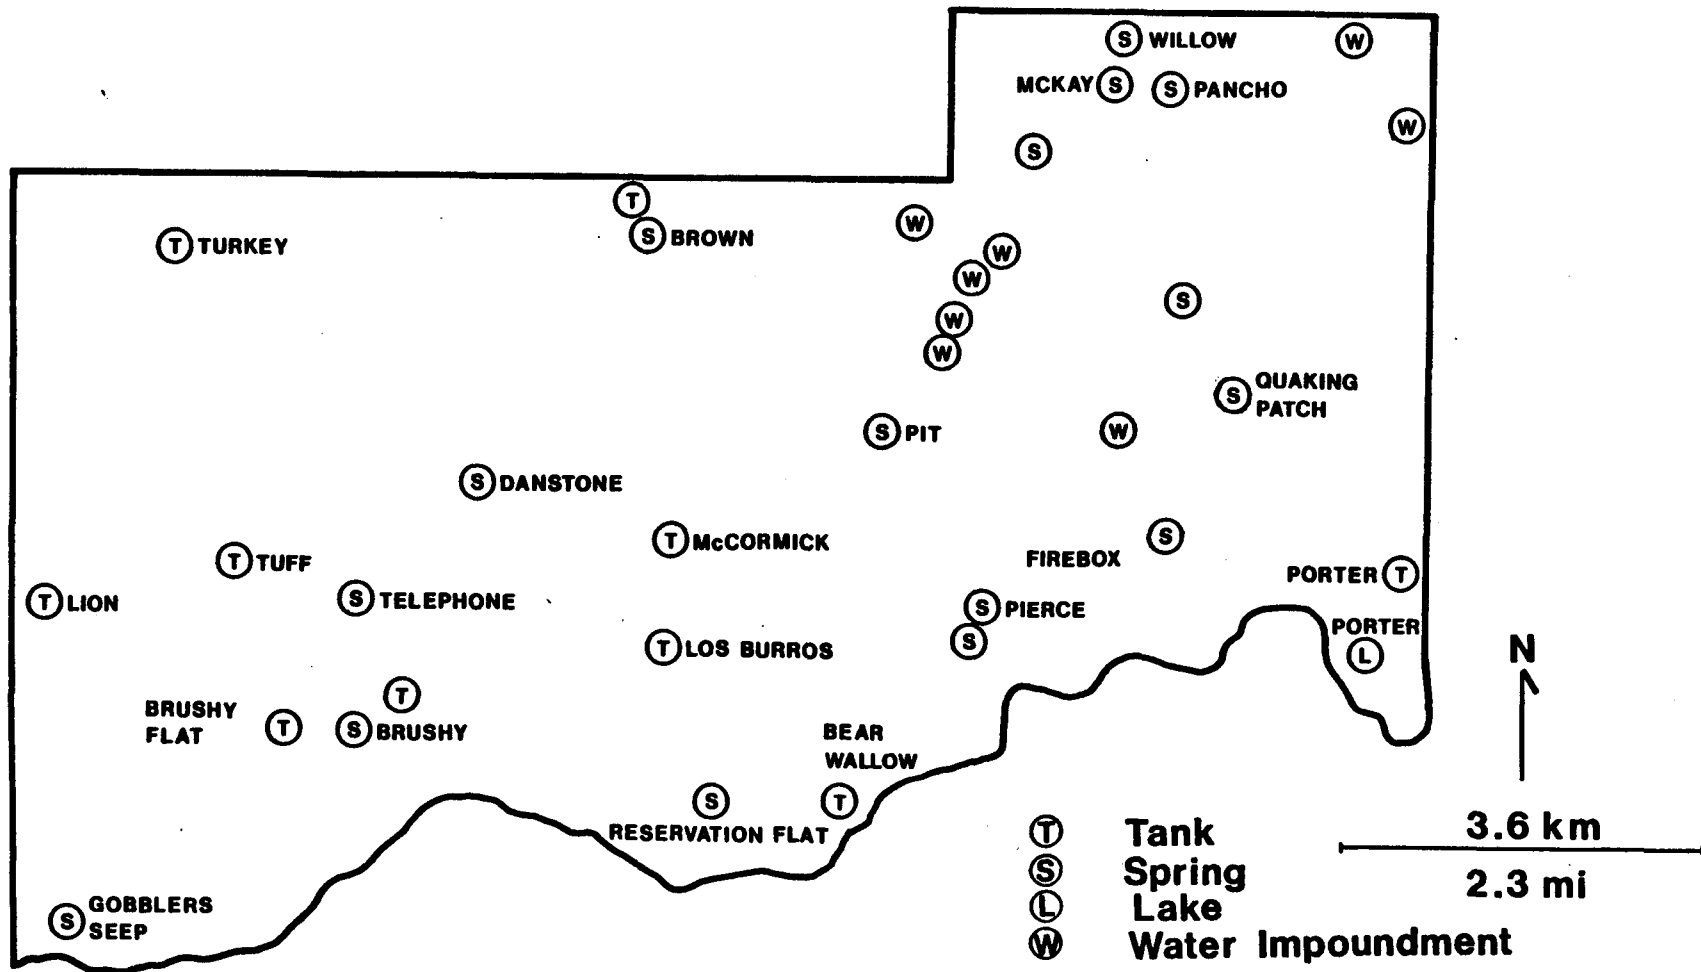 S WILLOW
W
MCKAY S
S PANCHO
W
S
T
S BROWN
W
T TURKEY
W
W
S
W
W
S QUAKING
PATCH
S PIT
W
S DANSTONE
T McCORMICK
S
FIREBOX
T TUFF
PORTER T
T LION
S TELEPHONE
S PIERCE
S
PORTER
L
T LOS BURROS
N
T
BRUSHY
FLAT T
S BRUSHY
BEAR
WALLOW
T
S
RESERVATION FLAT
GOBBLERS
S SEEP
T Tank
S Spring
L Lake
W Water Impoundment
3.6 km
2.3 mi